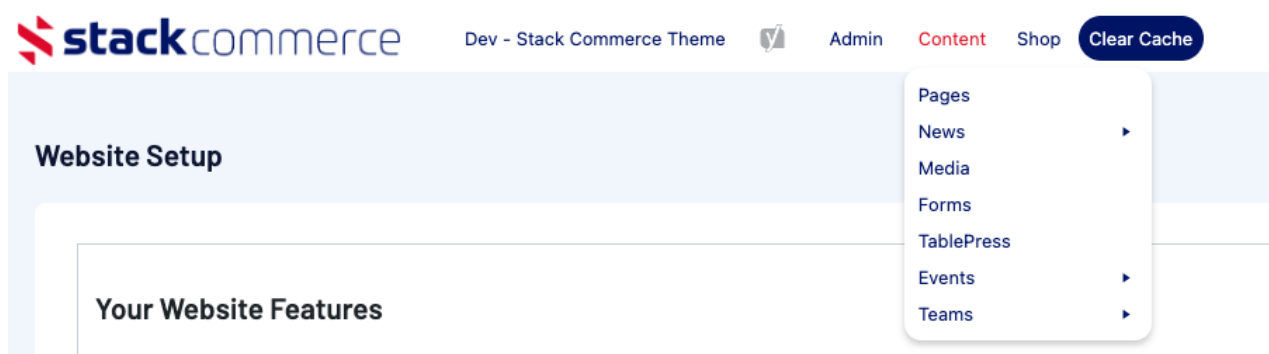 stackcommerce
Dev - Stack Commerce Theme
Admin
Content
Shop
Clear Cache
Pages
News
Media
Forms
TablePress
Events
Teams
Website Setup
Your Website Features